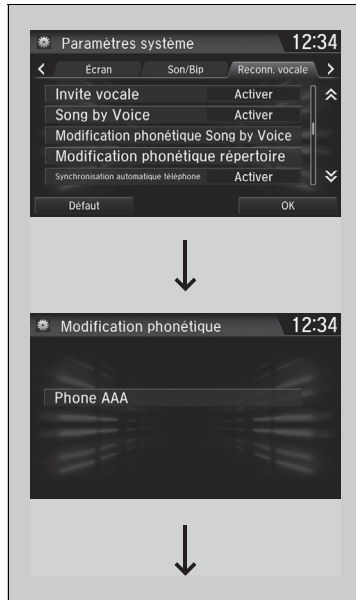 Paramètres système 12:34
Écran Son/Bip Reconn. vocale
Invite vocale Activer
Song by Voice Activer
Modification phonétique Song by Voice
Modification phonétique répertoire
Synchronisation automatique téléphone Activer
Défaut OK
Modification phonétique 12:34
Phone AAA